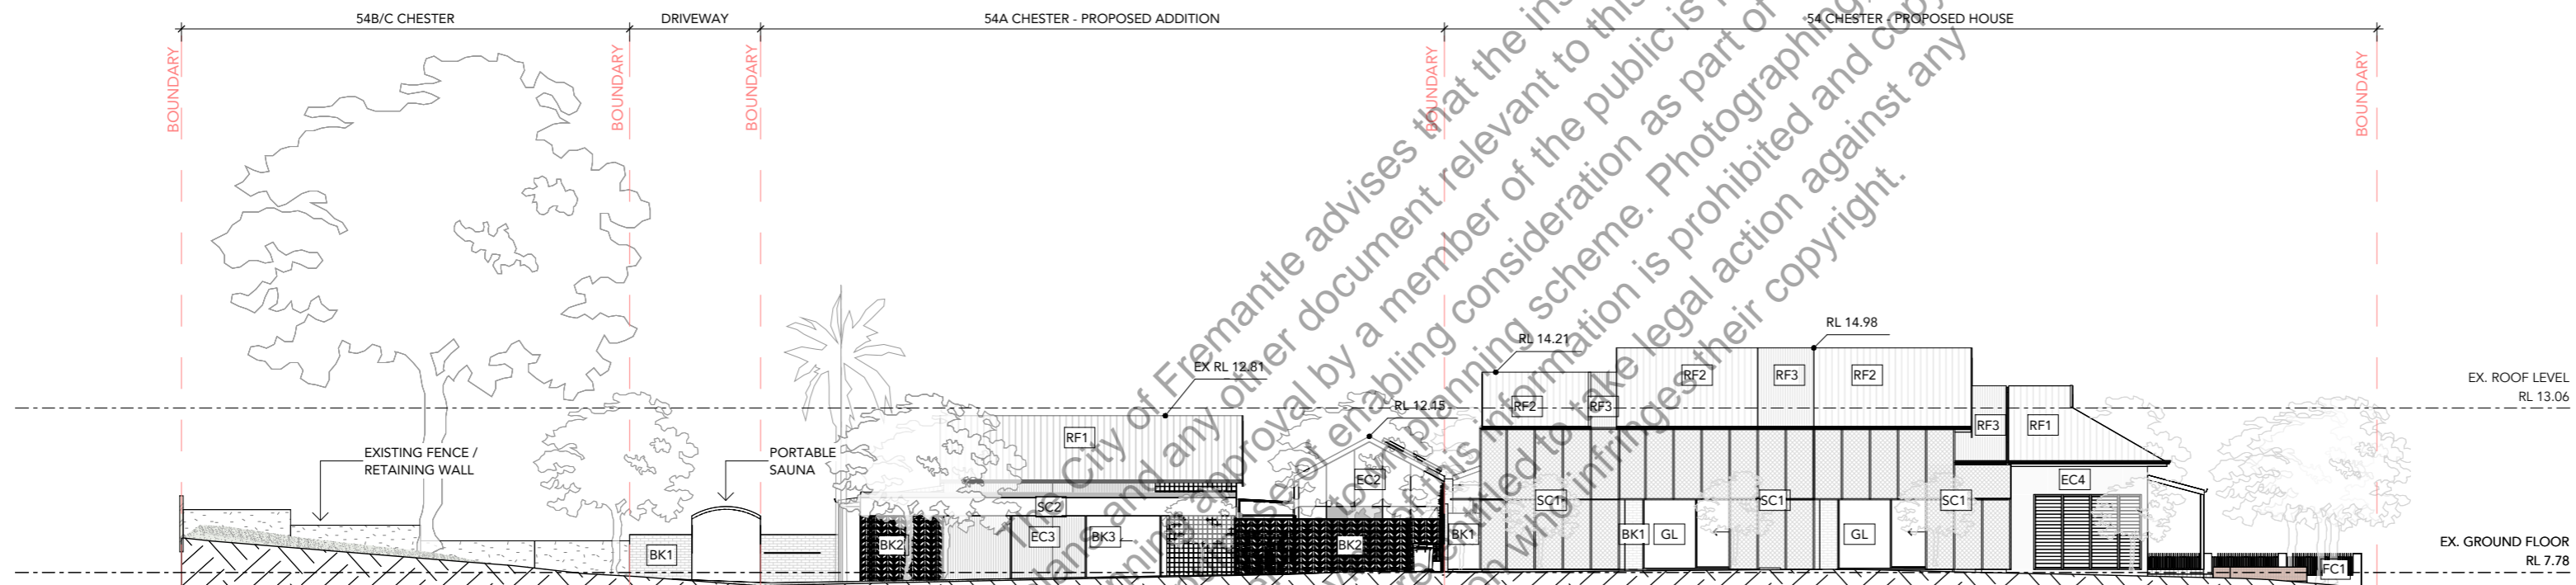 54B/C CHESTER
DRIVEWAY
54A CHESTER - PROPOSED ADDITION
54 CHESTER - PROPOSED HOUSE
BOUNDARY
BOUNDARY
BOUNDARY
BOUNDARY
BOUNDARY
The City of Fremantle advises that the
and any other document relevant to this
approval by a member of the public is
of enabling consideration as part of
planning scheme. Photographing,
this information is prohibited and
entitled to take legal action against any
who infringes their copyright.
RL 14.98
RL 14.21
EX RL 12.81
RL 12.15
EX. ROOF LEVEL
RL 13.06
RF2
RF3
RF2
RF2
RF3
RF3
RF1
RF1
EXISTING FENCE /
RETAINING WALL
PORTABLE
SAUNA
EC2
EC4
SC2
SC1
SC1
SC1
BK1
BK2
EC3
BK3
BK2
BK1
BK1
GL
GL
FC1
EX. GROUND FLOOR
RL 7.78